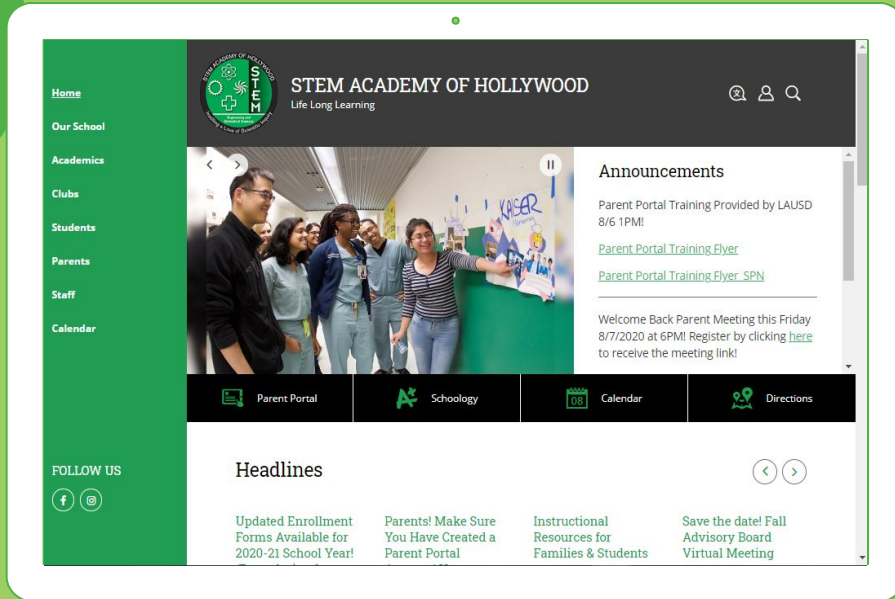 Home
Our School
Academics
Clubs
Students
Parents
Staff
Calendar
FOLLOW US
STEM ACADEMY OF HOLLYWOOD
Life Long Learning
STEM
KAISER
Announcements
Parent Portal Training Provided by LAUSD
8/6 1PM!
Parent Portal Training Flyer
Parent Portal Training Flyer SPN
Welcome Back Parent Meeting this Friday
8/7/2020 at 6PM! Register by clicking here
to receive the meeting link!
Parent Portal
A+ Schoology
08 Calendar
Directions
Headlines
Updated Enrollment
Forms Available for
2020-21 School Year!
Parents! Make Sure
You Have Created a
Parent Portal
Instructional
Resources for
Families & Students
Save the date! Fall
Advisory Board
Virtual Meeting